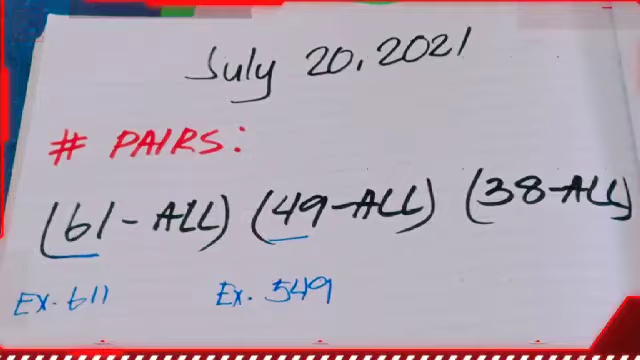 July 20, 2021
# PAIRS:
(61-ALL) (49-ALL) (38-ALL)
Ex. 611 Ex. 549